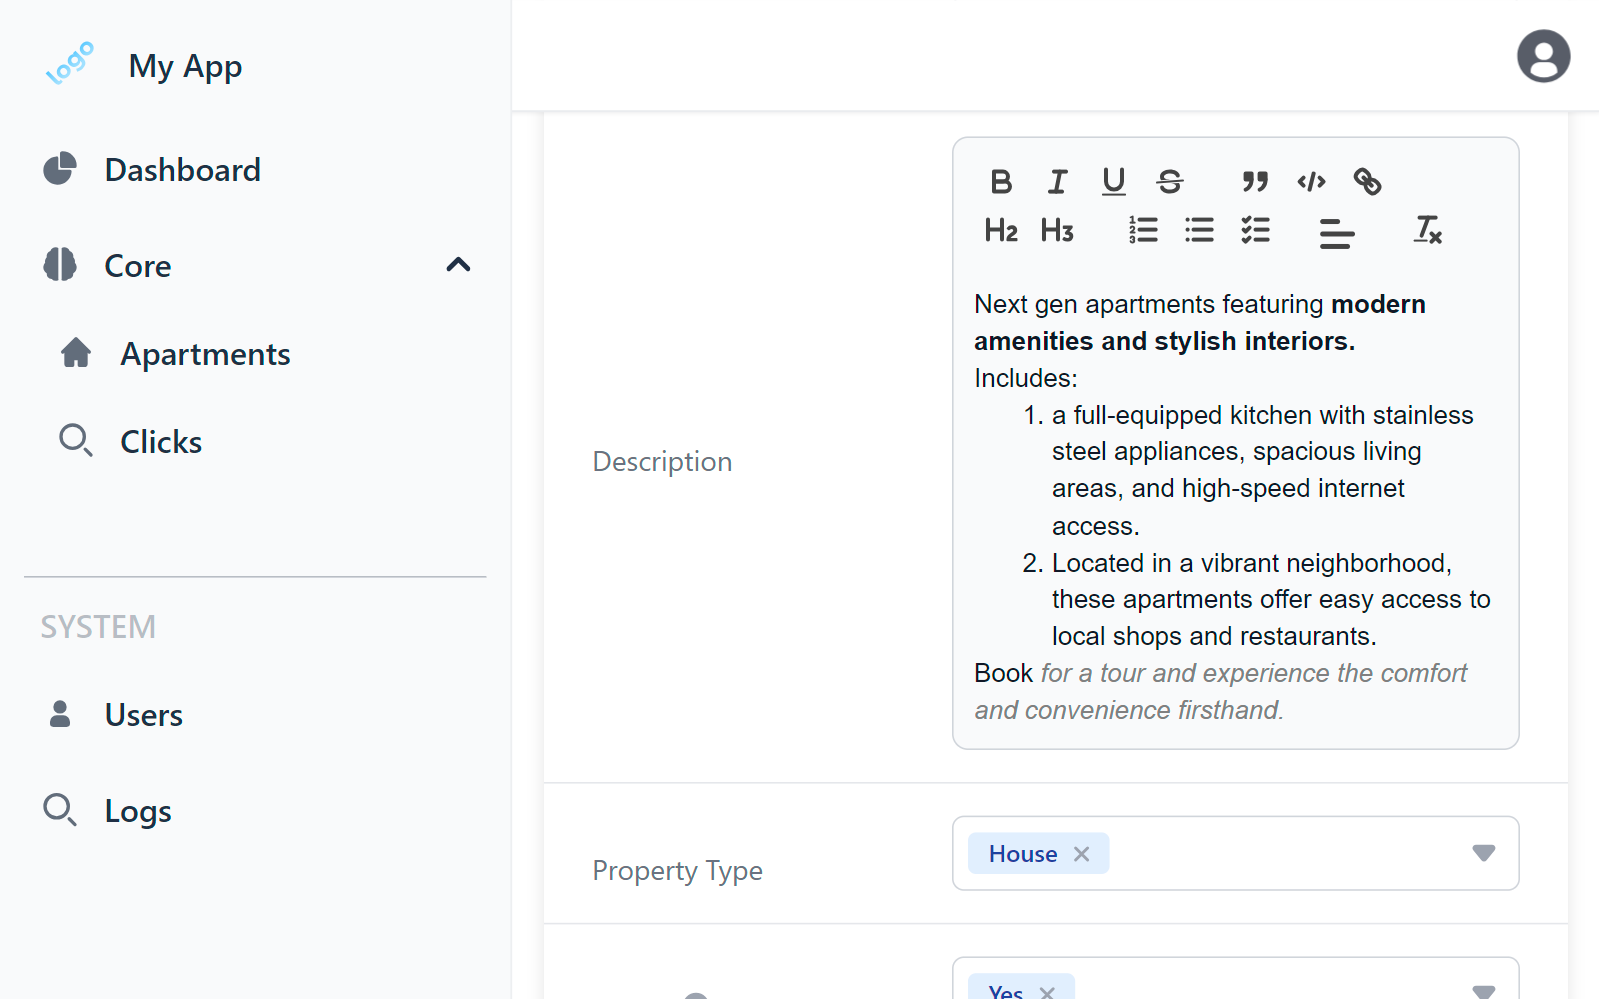 logo
My App
Dashboard
Core
Apartments
Clicks
SYSTEM
Users
Logs
B I U S
H2 H3
Description
Next gen apartments featuring modern
amenities and stylish interiors.
Includes:
1. a full-equipped kitchen with stainless
steel appliances, spacious living
areas, and high-speed internet
access.
2. Located in a vibrant neighborhood,
these apartments offer easy access to
local shops and restaurants.
Book for a tour and experience the comfort
and convenience firsthand.
Property Type
House
Yes